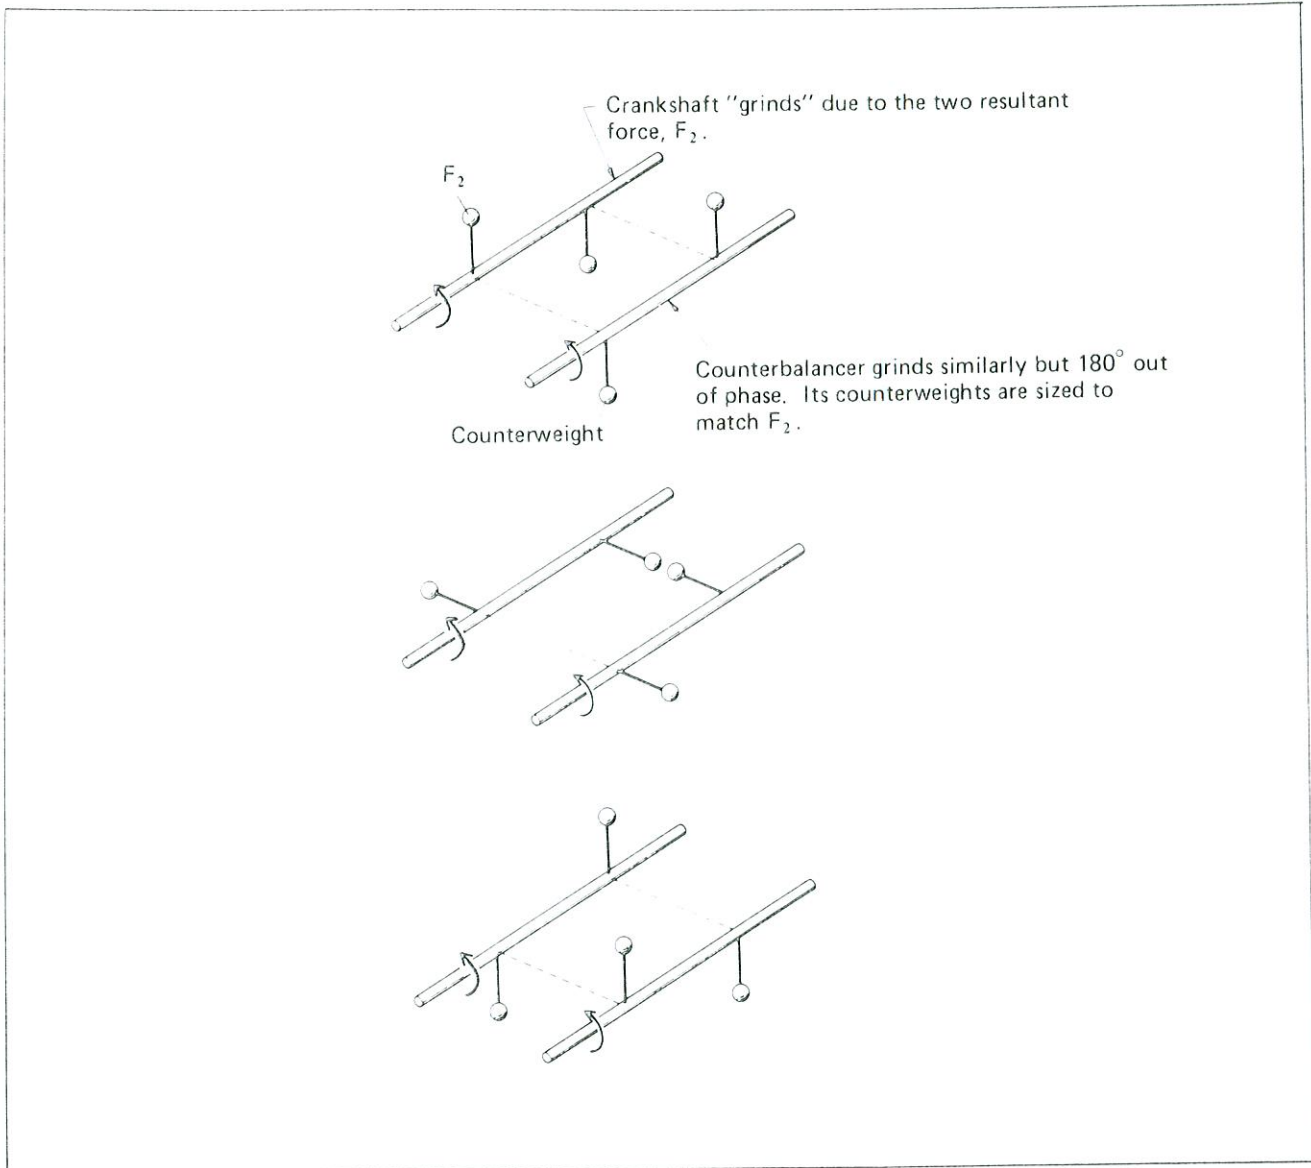 Crankshaft "grinds" due to the two resultant
force, F₂.
F₂
Counterbalancer grinds similarly but 180° out
of phase. Its counterweights are sized to
match F₂.
Counterweight